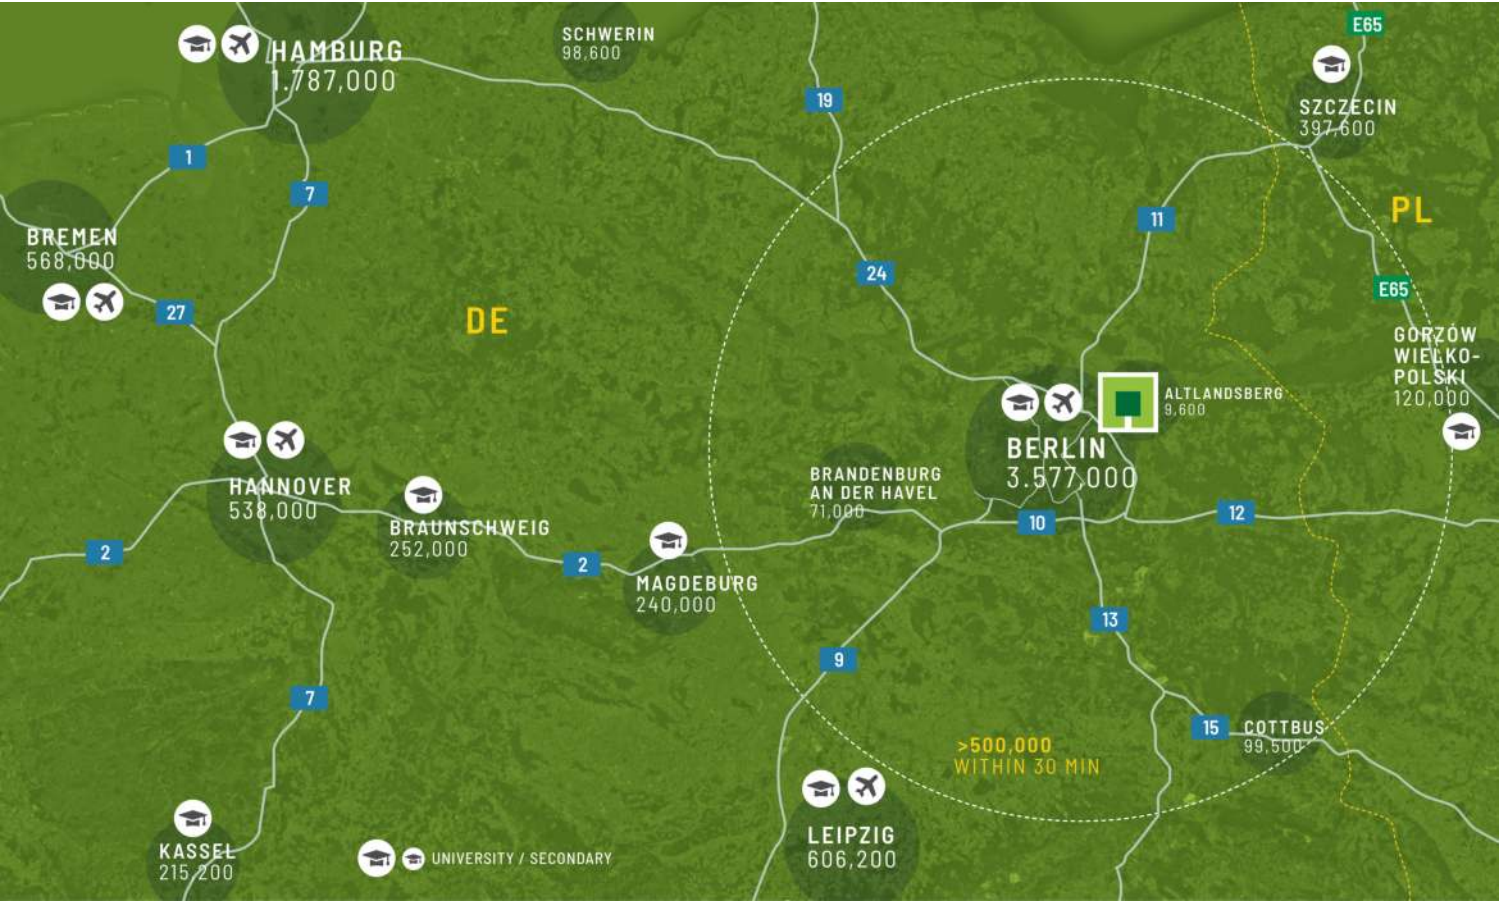 E65
SCHWERIN
98,600
HAMBURG
1.787,000
19
SZCZECIN
397,600
1
7
PL
11
BREMEN
568,000
24
E65
27
DE
GORZÓW
WIELKO-
POLSKI
120,000
ALTLANDSBERG
9,600
BERLIN
3.577,000
BRANDENBURG
AN DER HAVEL
71,000
HANNOVER
538,000
BRAUNSCHWEIG
252,000
10
12
2
2
MAGDEBURG
240,000
13
9
7
15
COTTBUS
99,500
>500,000
WITHIN 30 MIN
LEIPZIG
606,200
KASSEL
215,200
UNIVERSITY / SECONDARY